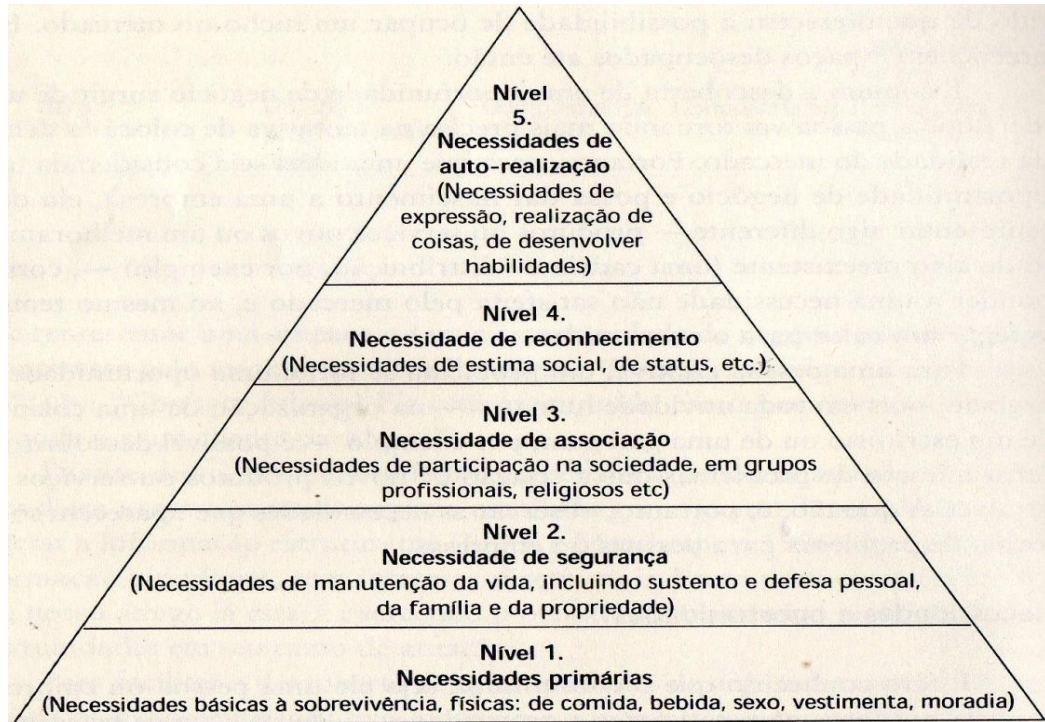 Nível
5.
Necessidades de
auto-realização
(Necessidades de
expressão, realização de
coisas, de desenvolver
habilidades)
Nível 4.
Necessidade de reconhecimento
(Necessidades de estima social, de status, etc.)
Nível 3.
Necessidade de associação
(Necessidades de participação na sociedade, em grupos
profissionais, religiosos etc)
Nível 2.
Necessidade de segurança
(Necessidades de manutenção da vida, incluindo sustento e defesa pessoal,
da família e da propriedade)
Nível 1.
Necessidades primárias
(Necessidades básicas à sobrevivência, físicas: de comida, bebida, sexo, vestimenta, moradia)